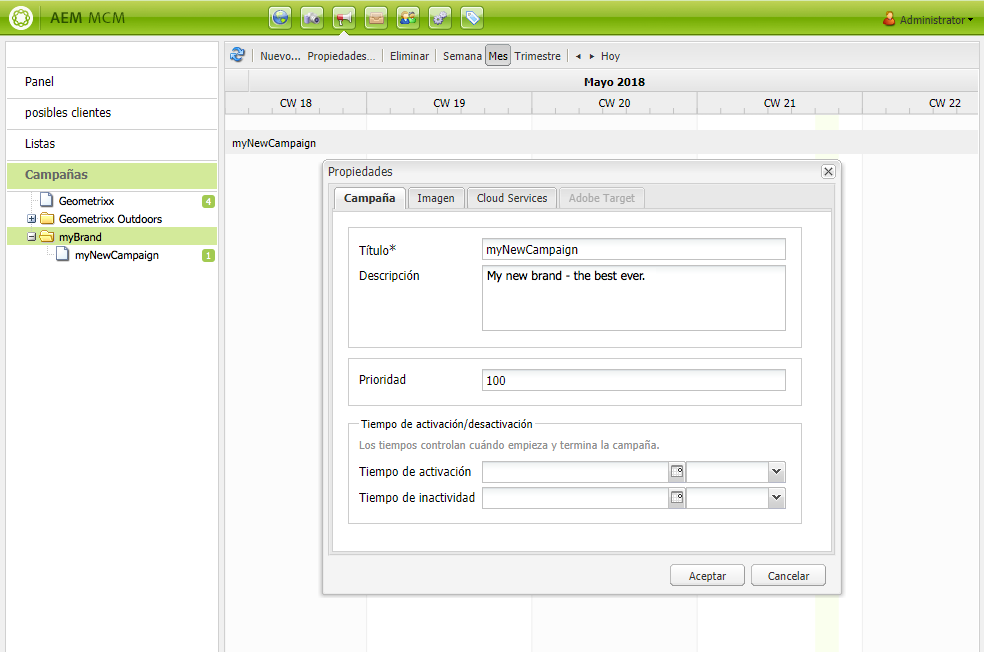 AEM MCM
Administrator
Nuevo... Propiedades... Eliminar Semana Mes Trimestre Hoy
Panel
posibles clientes
Listas
Campañas
Geometrixx 4
Geometrixx Outdoors
myBrand
myNewCampaign 1
Mayo 2018
CW 18 CW 19 CW 20 CW 21 CW 22
myNewCampaign
Propiedades
Campaña Imagen Cloud Services Adobe Target
Título* myNewCampaign
Descripción My new brand - the best ever.
Prioridad 100
Tiempo de activación/desactivación
Los tiempos controlan cuándo empieza y termina la campaña.
Tiempo de activación
Tiempo de inactividad
Aceptar Cancelar